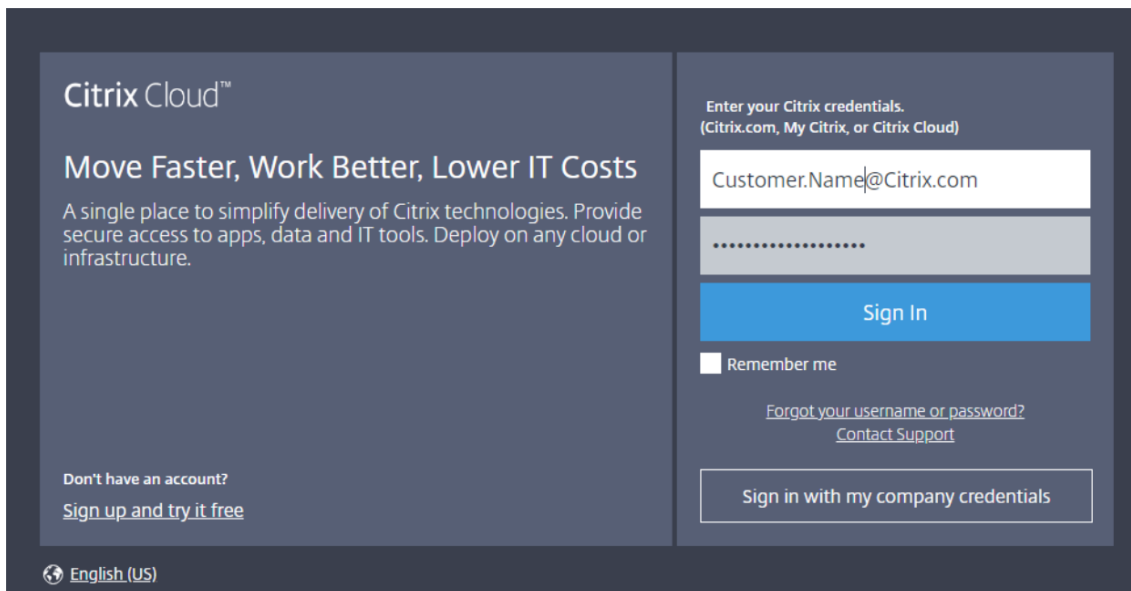 Citrix Cloud™
Move Faster, Work Better, Lower IT Costs
A single place to simplify delivery of Citrix technologies. Provide
secure access to apps, data and IT tools. Deploy on any cloud or
infrastructure.
Don't have an account?
Sign up and try it free
Enter your Citrix credentials.
(Citrix.com, My Citrix, or Citrix Cloud)
Customer.Name@Citrix.com
•••••••••••••••••••
Sign In
Remember me
Forgot your username or password?
Contact Support
Sign in with my company credentials
English (US)